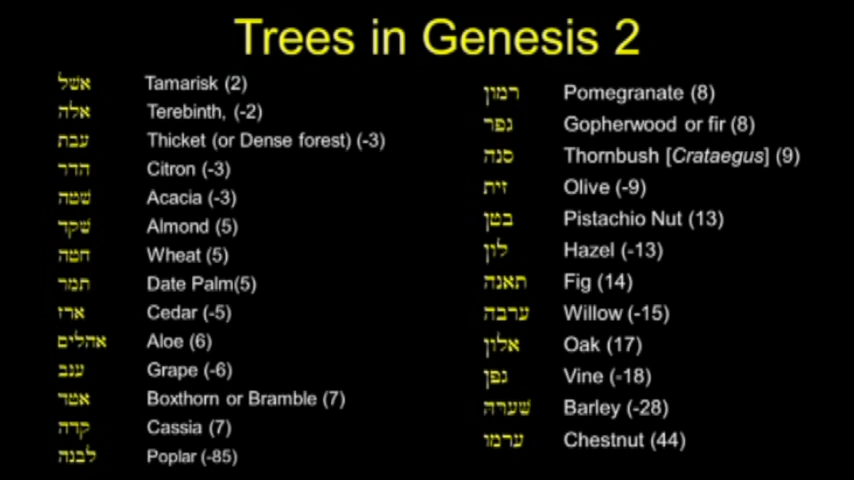 Trees in Genesis 2
אשל Tamarisk (2)
אלה Terebinth, (-2)
עבת Thicket (or Dense forest) (-3)
הדר Citron (-3)
שטה Acacia (-3)
שקד Almond (5)
חטה Wheat (5)
תמר Date Palm(5)
ארז Cedar (-5)
אהלים Aloe (6)
ענב Grape (-6)
אטד Boxthorn or Bramble (7)
קדה Cassia (7)
לבנה Poplar (-85)
רמון Pomegranate (8)
גפר Gopherwood or fir (8)
סנה Thornbush [Crataegus] (9)
זית Olive (-9)
בטן Pistachio Nut (13)
לון Hazel (-13)
תאנה Fig (14)
ערבה Willow (-15)
אלון Oak (17)
גפן Vine (-18)
שערה Barley (-28)
ערמו Chestnut (44)